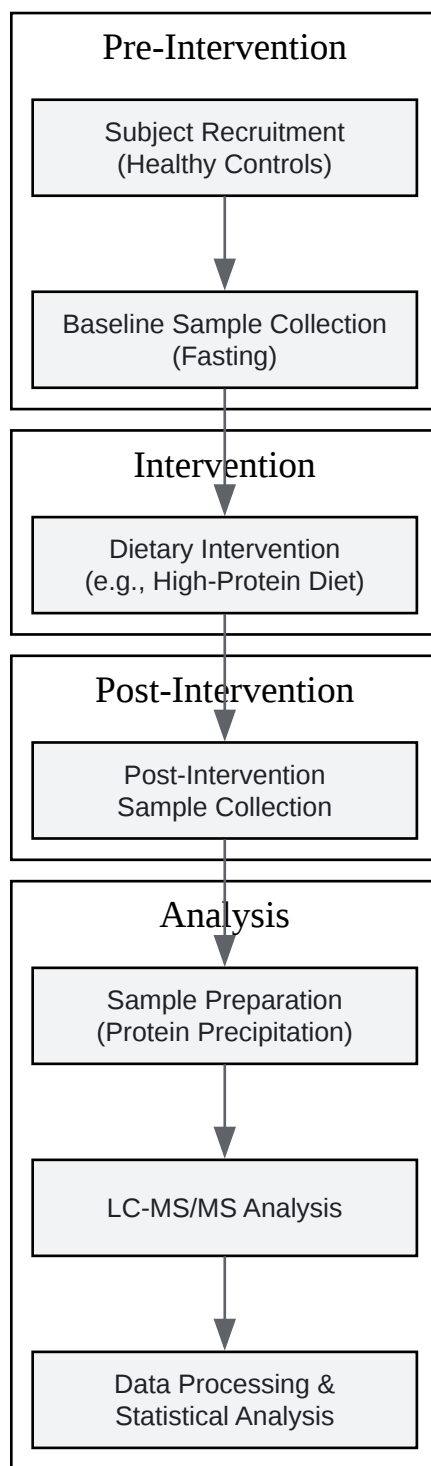 Pre-Intervention
Subject Recruitment
(Healthy Controls)
Baseline Sample Collection
(Fasting)
Intervention
Dietary Intervention
(e.g., High-Protein Diet)
Post-Intervention
Post-Intervention
Sample Collection
Analysis
Sample Preparation
(Protein Precipitation)
LC-MS/MS Analysis
Data Processing &
Statistical Analysis